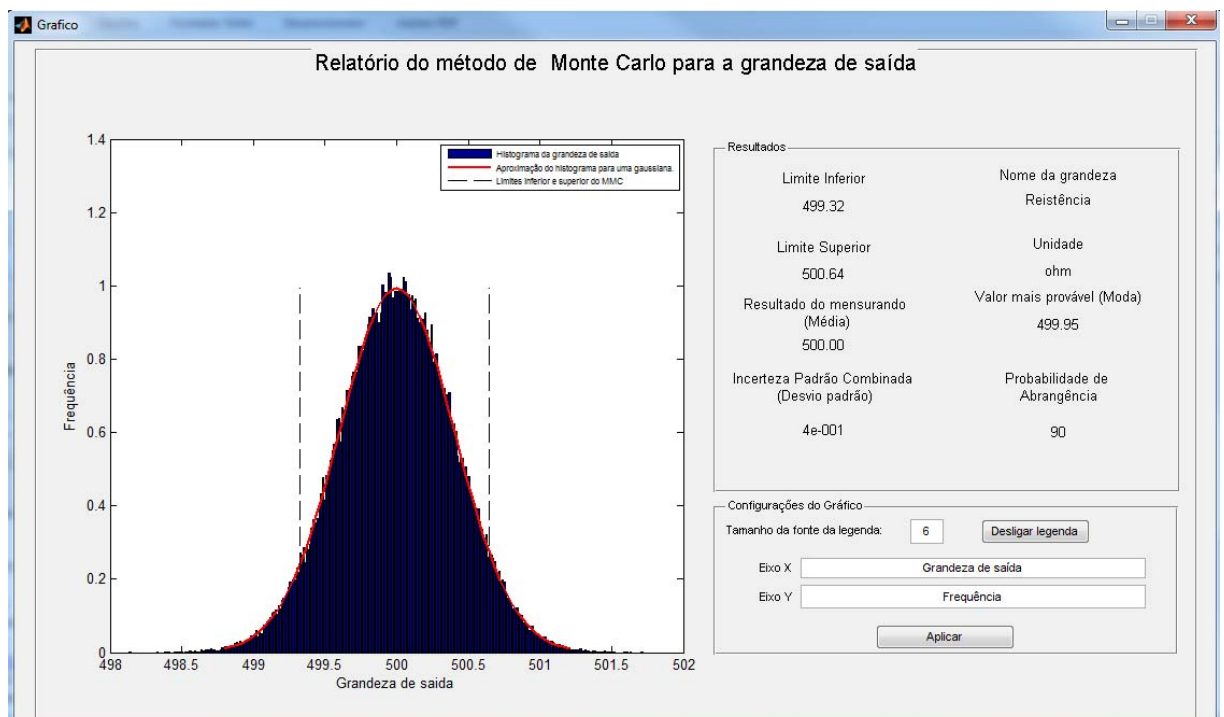 Grafico
Relatório do método de Monte Carlo para a grandeza de saída
1.4
1.2
1
0.8
0.6
0.4
0.2
0
Frequência
498
498.5
499
499.5
500
500.5
501
501.5
502
Grandeza de saida
Histograma da grandeza de saída
Aproximação do histograma para uma gaussiana.
Limites inferior e superior do MMC
Resultados
Limite Inferior
499.32
Nome da grandeza
Reistência
Limite Superior
500.64
Unidade
ohm
Resultado do mensurando
(Média)
500.00
Valor mais provável (Moda)
499.95
Incerteza Padrão Combinada
(Desvio padrão)
4e-001
Probabilidade de
Abrangência
90
Configurações do Gráfico
Tamanho da fonte da legenda: 6 Desligar legenda
Eixo X Grandeza de saída
Eixo Y Frequência
Aplicar